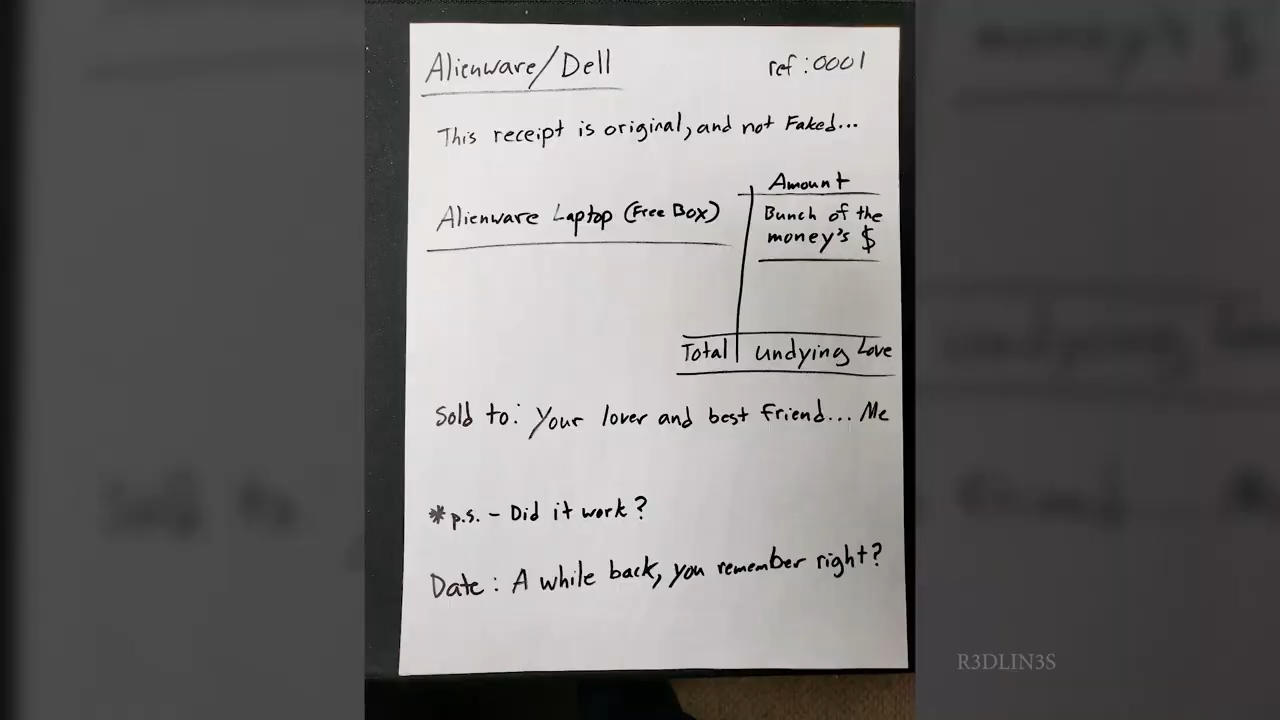 Alienware/Dell
ref:0001
This receipt is original, and not Faked...
Amount
Alienware Laptop (Free Box)
Bunch of the
money's $
Total
undying Love
Sold to: Your lover and best friend... Me
*p.s. - Did it work?
Date: A while back, you remember right?
R3DLIN3S